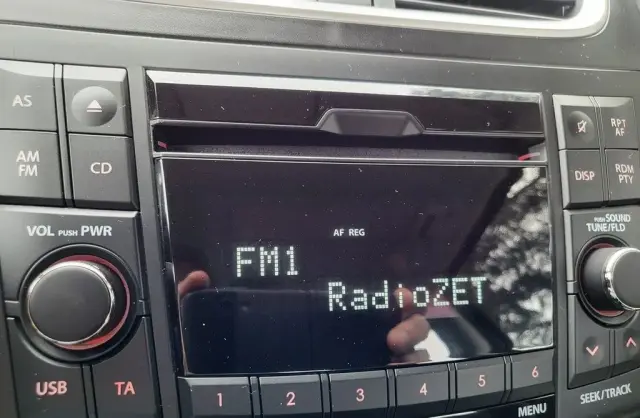 AS
AM
FM
CD
VOL PUSH PWR
USB
TA
AF REG
FM1
RadioZET
1 2 3 4 5 6
MENU
RPT
AF
DISP
RDM
PTY
PUSH SOUND
TUNE/FLD
SEEK/TRACK